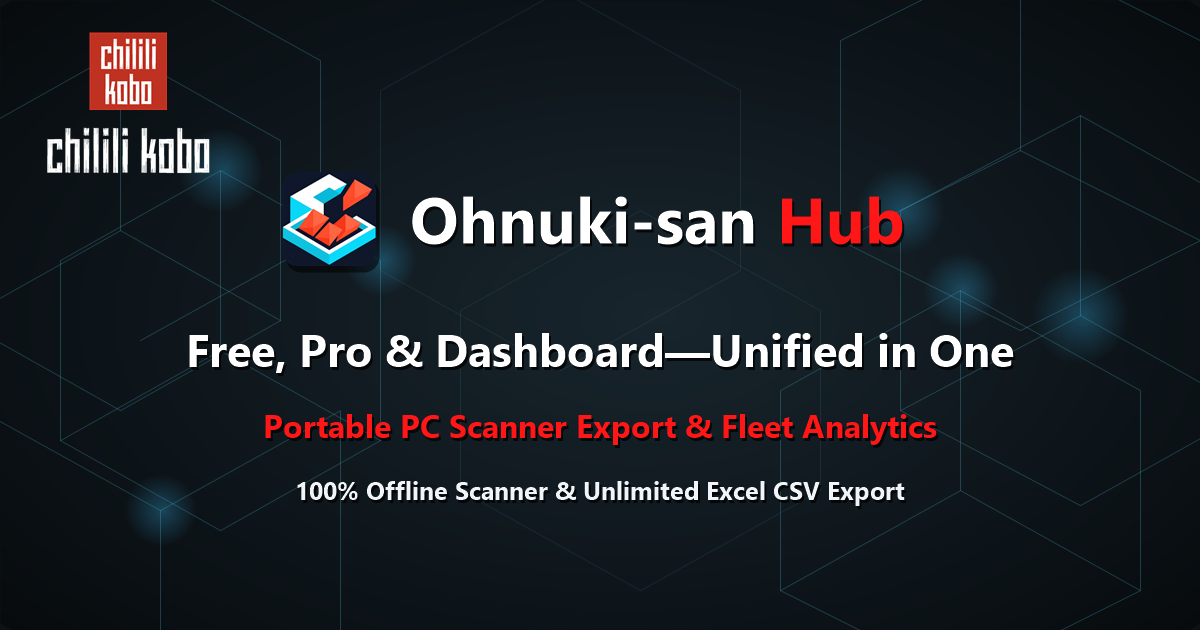 chilili
kobo
chilili kobo
Ohnuki-san Hub
Free, Pro & Dashboard—Unified in One
Portable PC Scanner Export & Fleet Analytics
100% Offline Scanner & Unlimited Excel CSV Export